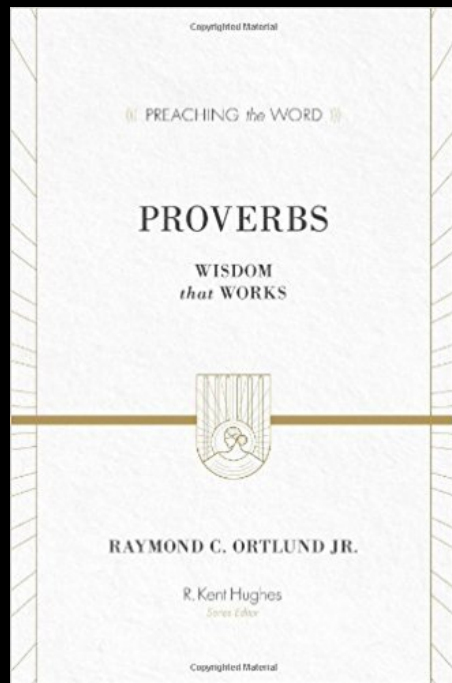 Copyrighted Material
PREACHING the WORD
PROVERBS
WISDOM
that WORKS
RAYMOND C. ORTLUND JR.
R. Kent Hughes
Series Editor
Copyrighted Material